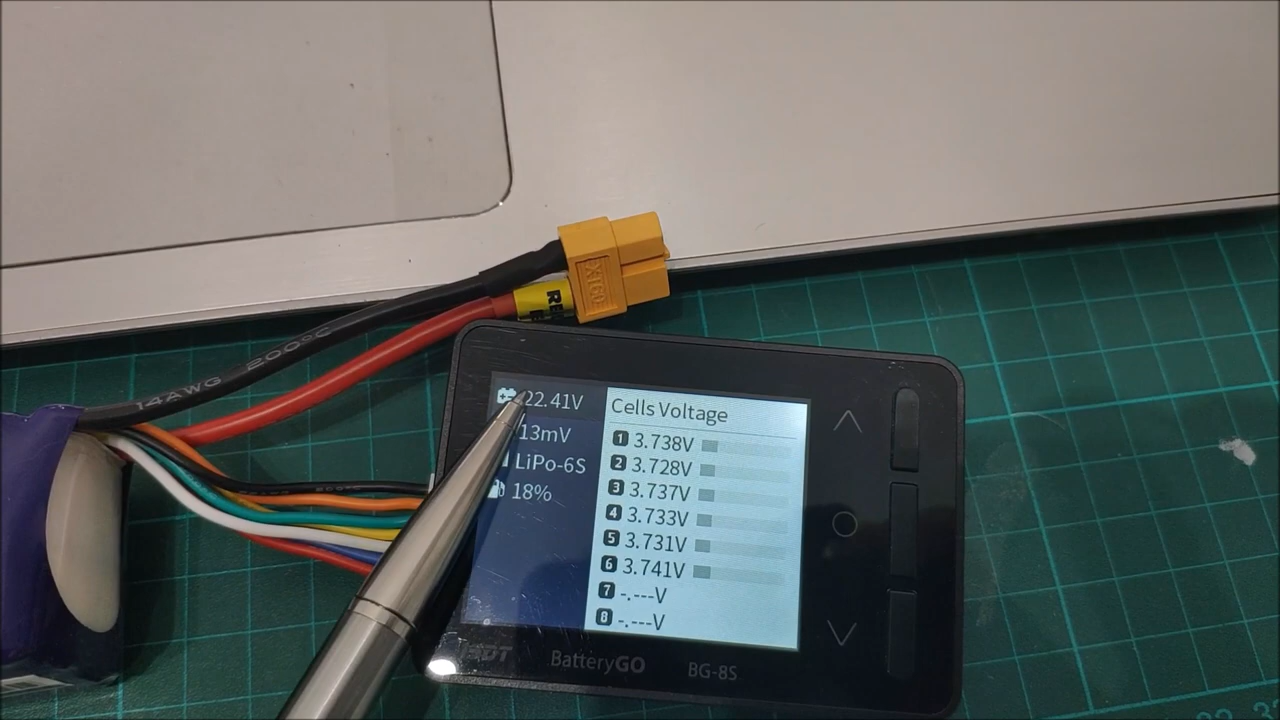 XT60
14AWG 200°C
22.41V
13mV
LiPo-6S
18%
Cells Voltage
1 3.738V
2 3.728V
3 3.737V
4 3.733V
5 3.731V
6 3.741V
7 -.---V
8 -.---V
BatteryGO
BG-8S